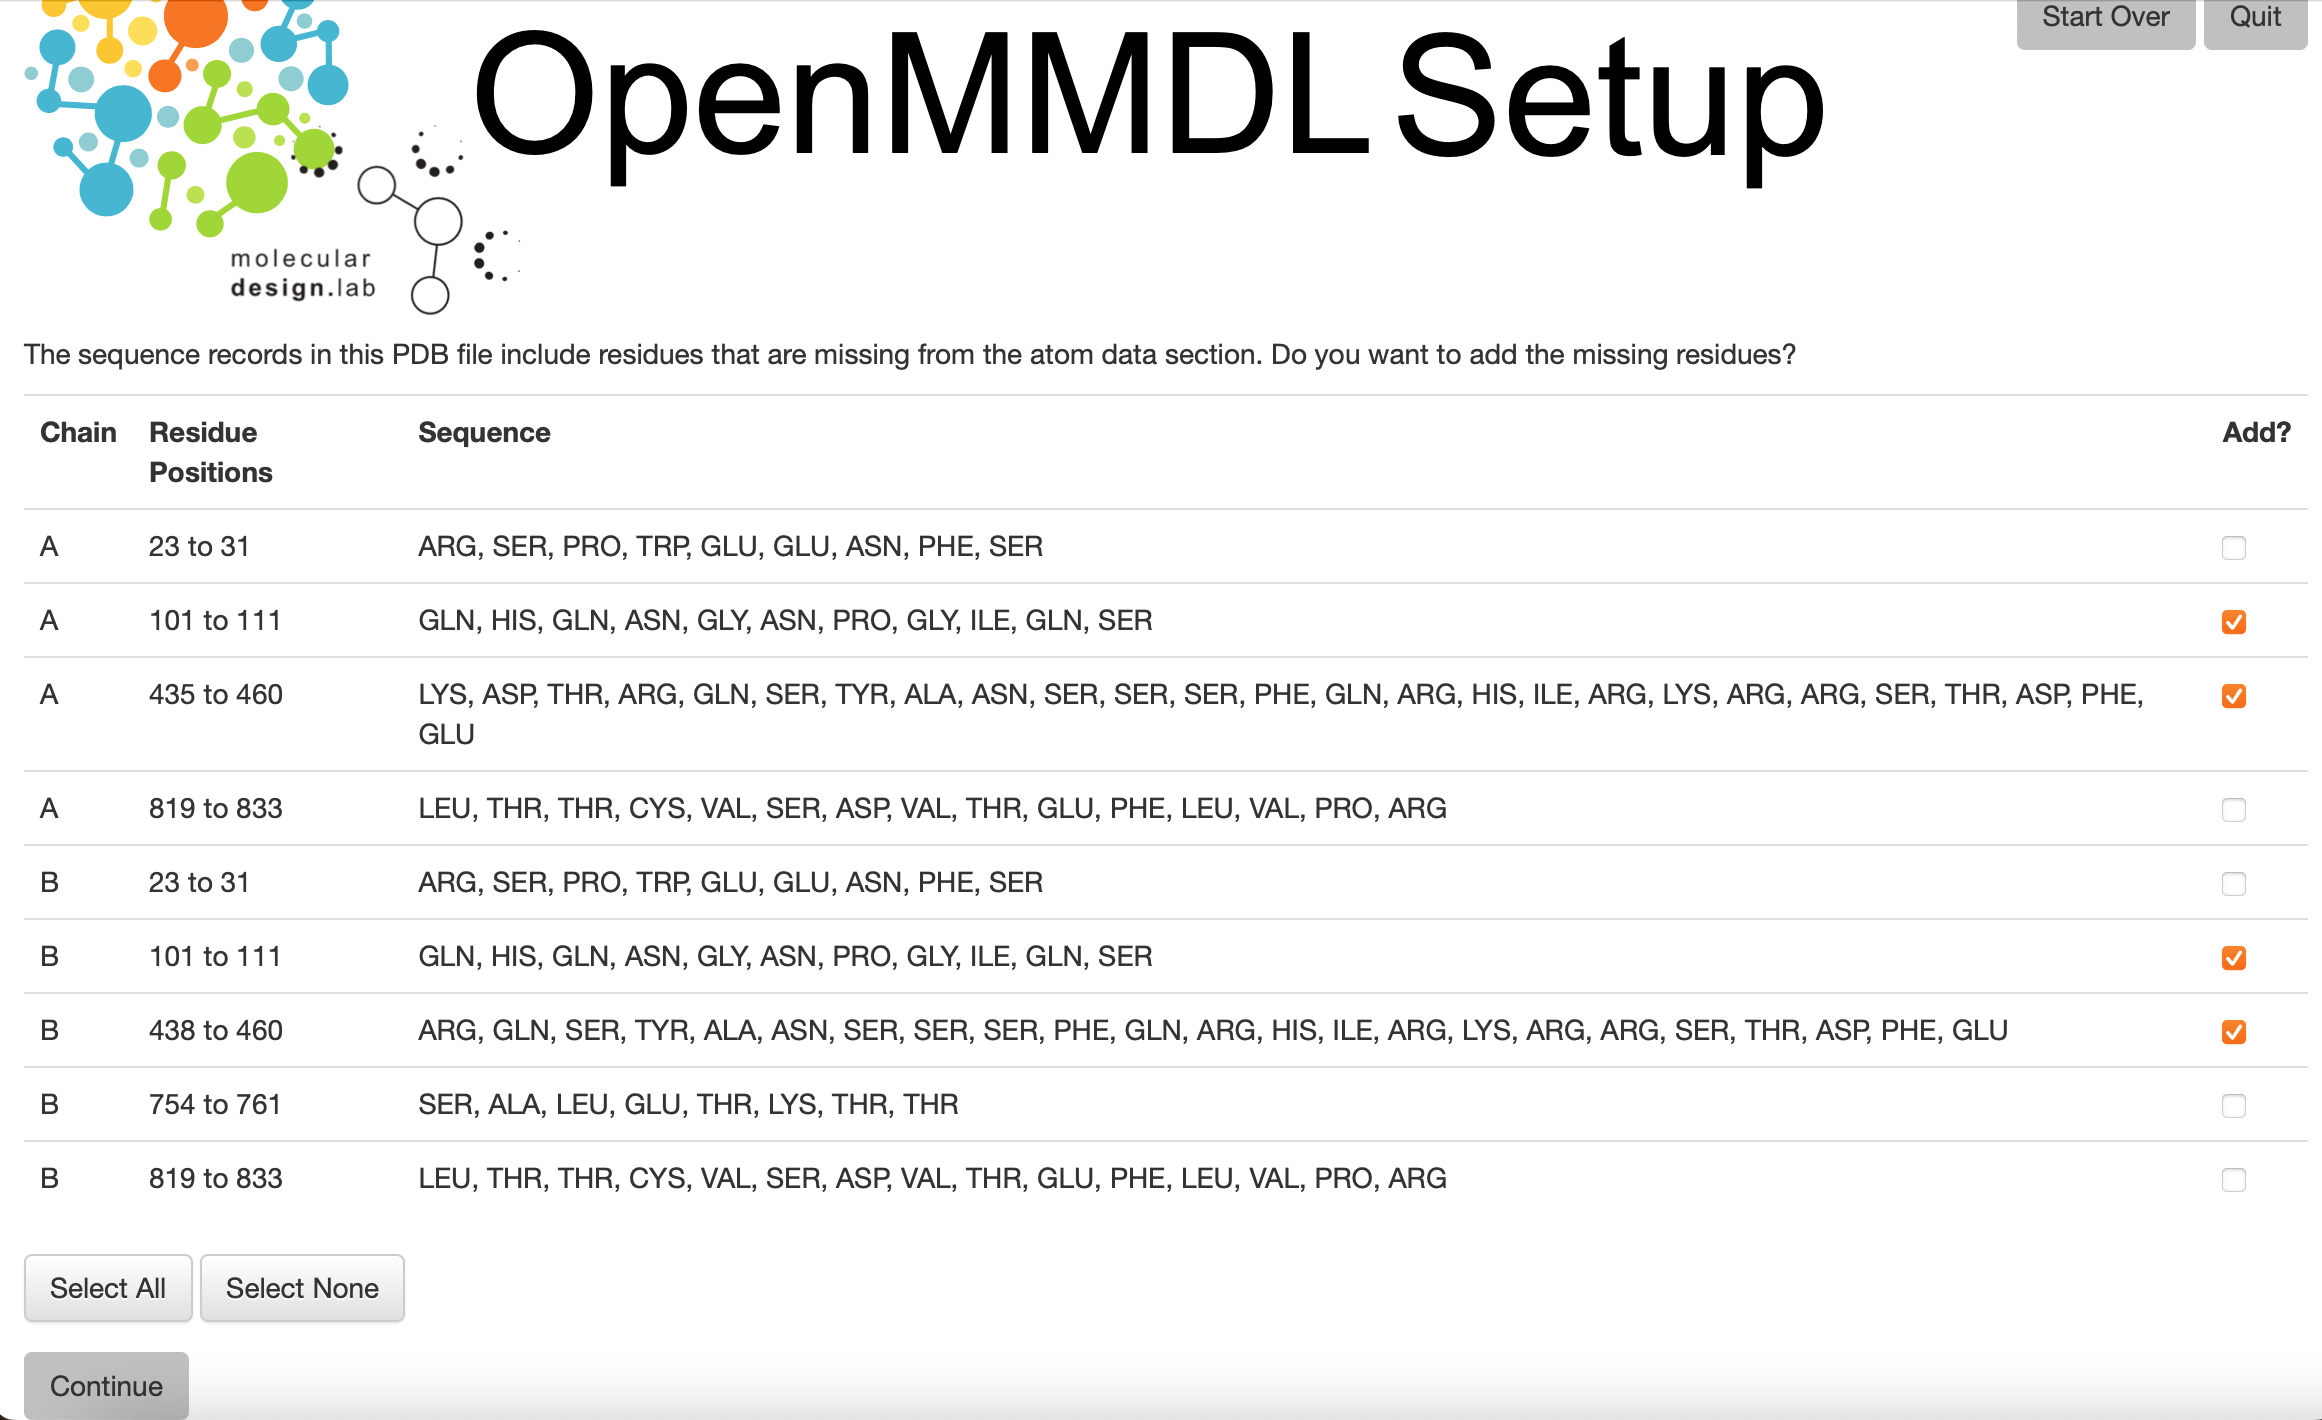 Start Over Quit
OpenMMDL Setup
molecular
design.lab
The sequence records in this PDB file include residues that are missing from the atom data section. Do you want to add the missing residues?
Chain Residue Positions Sequence Add?
A 23 to 31 ARG, SER, PRO, TRP, GLU, GLU, ASN, PHE, SER
A 101 to 111 GLN, HIS, GLN, ASN, GLY, ASN, PRO, GLY, ILE, GLN, SER
A 435 to 460 LYS, ASP, THR, ARG, GLN, SER, TYR, ALA, ASN, SER, SER, SER, PHE, GLN, ARG, HIS, ILE, ARG, LYS, ARG, ARG, SER, THR, ASP, PHE,
GLU
A 819 to 833 LEU, THR, THR, CYS, VAL, SER, ASP, VAL, THR, GLU, PHE, LEU, VAL, PRO, ARG
B 23 to 31 ARG, SER, PRO, TRP, GLU, GLU, ASN, PHE, SER
B 101 to 111 GLN, HIS, GLN, ASN, GLY, ASN, PRO, GLY, ILE, GLN, SER
B 438 to 460 ARG, GLN, SER, TYR, ALA, ASN, SER, SER, SER, PHE, GLN, ARG, HIS, ILE, ARG, LYS, ARG, ARG, SER, THR, ASP, PHE, GLU
B 754 to 761 SER, ALA, LEU, GLU, THR, LYS, THR, THR
B 819 to 833 LEU, THR, THR, CYS, VAL, SER, ASP, VAL, THR, GLU, PHE, LEU, VAL, PRO, ARG
Select All Select None
Continue